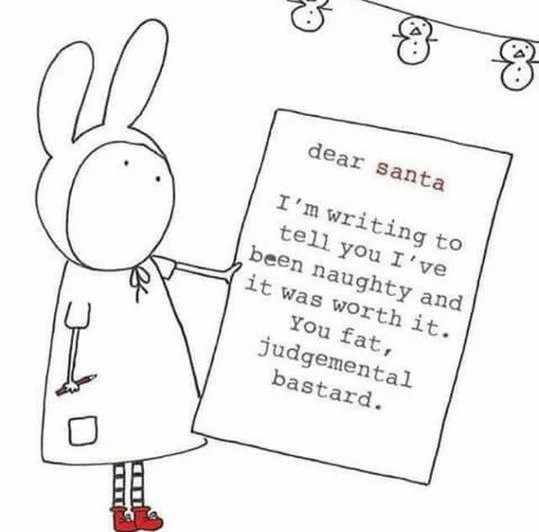 dear santa
I'm writing to
tell you I've
been naughty and
it was worth it.
You fat,
judgemental
bastard.